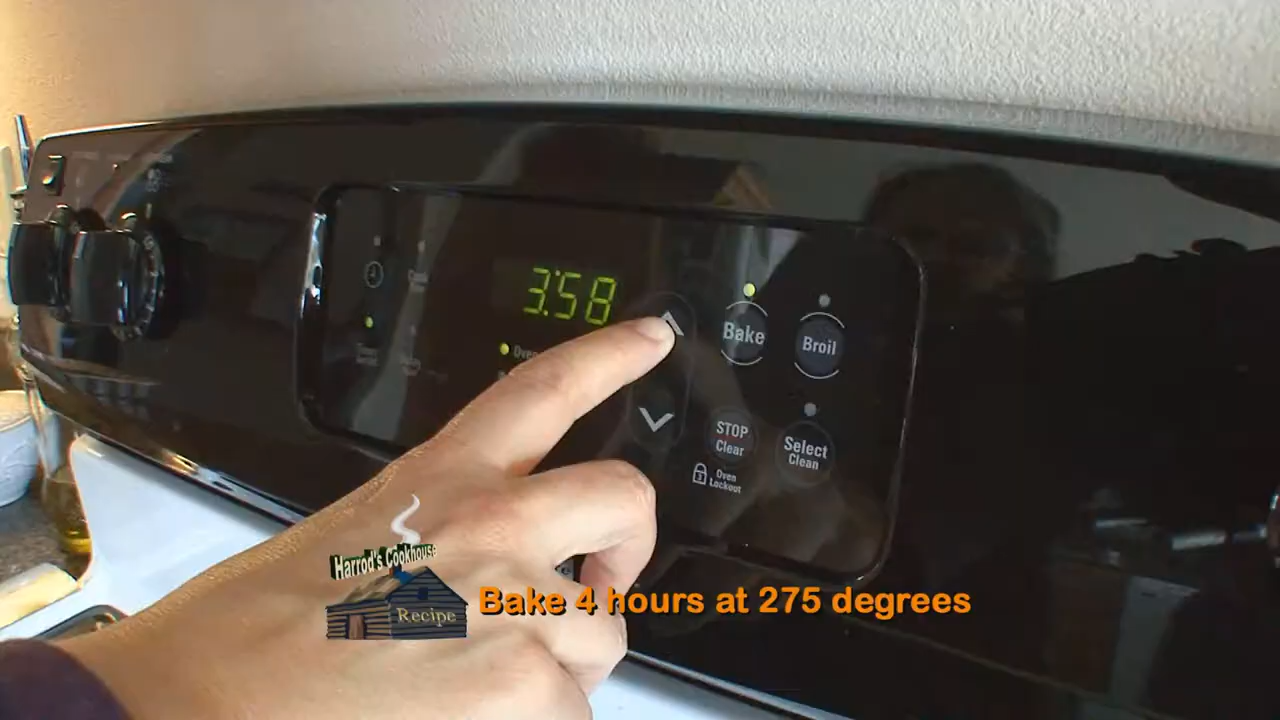 3:58
Bake
Broil
Oven
STOP
Clear
Select
Clean
Oven
Lockout
Harrod's Cookhouse
Recipe
Bake 4 hours at 275 degrees